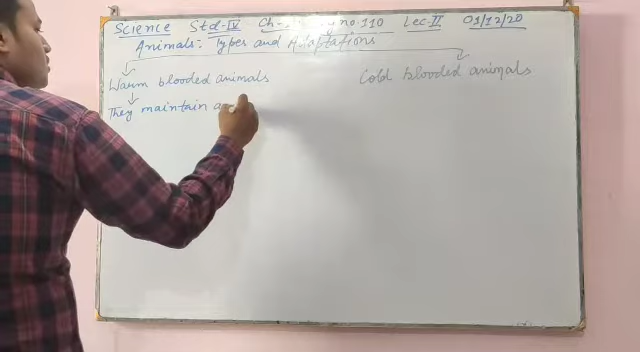 Science Std-IV Ch- no. 110 Lec-II 01/12/20
Animals: Types and Adaptations
Warm blooded animals
Cold blooded animals
They maintain a